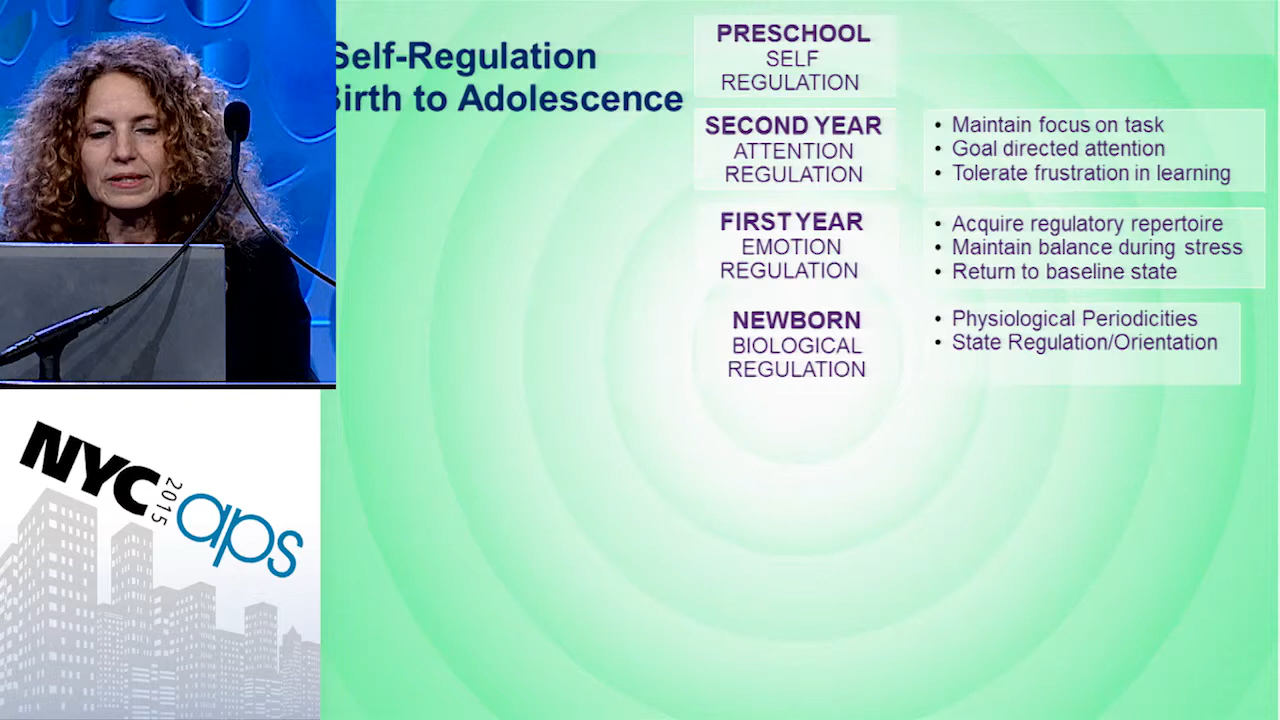 Self-Regulation
Birth to Adolescence
PRESCHOOL
SELF
REGULATION
SECOND YEAR
ATTENTION
REGULATION
• Maintain focus on task
• Goal directed attention
• Tolerate frustration in learning
FIRST YEAR
EMOTION
REGULATION
• Acquire regulatory repertoire
• Maintain balance during stress
• Return to baseline state
NEWBORN
BIOLOGICAL
REGULATION
• Physiological Periodicities
• State Regulation/Orientation
NYC 2015 aps